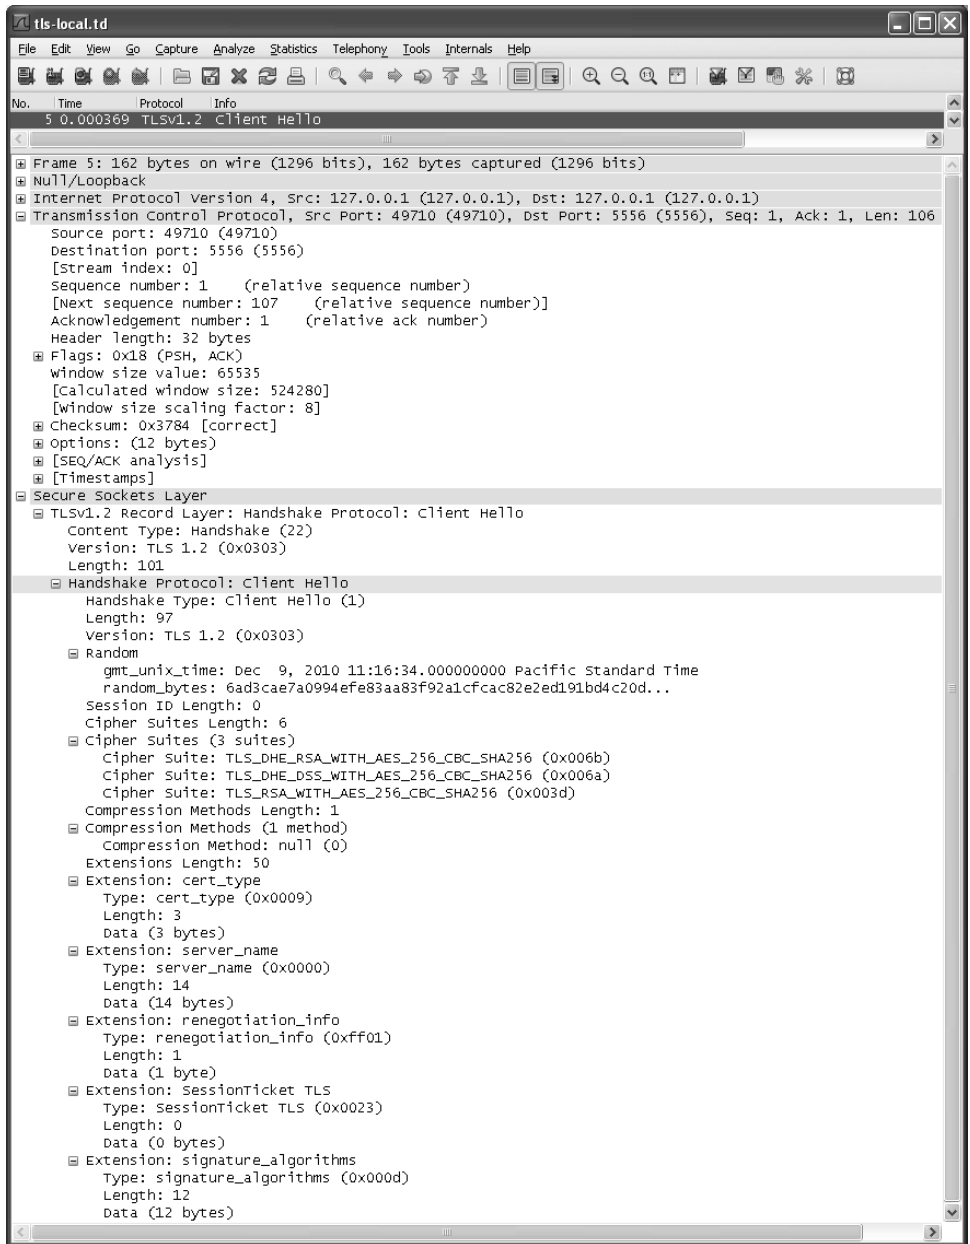 tls-local.td
File Edit View Go Capture Analyze Statistics Telephony Tools Internals Help
No. Time Protocol Info
5 0.000369 TLSv1.2 Client Hello
Frame 5: 162 bytes on wire (1296 bits), 162 bytes captured (1296 bits)
Null/Loopback
Internet Protocol Version 4, Src: 127.0.0.1 (127.0.0.1), Dst: 127.0.0.1 (127.0.0.1)
Transmission Control Protocol, Src Port: 49710 (49710), Dst Port: 5556 (5556), Seq: 1, Ack: 1, Len: 106
Source port: 49710 (49710)
Destination port: 5556 (5556)
[Stream index: 0]
Sequence number: 1 (relative sequence number)
[Next sequence number: 107 (relative sequence number)]
Acknowledgement number: 1 (relative ack number)
Header length: 32 bytes
Flags: 0x18 (PSH, ACK)
Window size value: 65535
[Calculated window size: 524280]
[Window size scaling factor: 8]
Checksum: 0x3784 [correct]
Options: (12 bytes)
[SEQ/ACK analysis]
[Timestamps]
Secure Sockets Layer
TLSv1.2 Record Layer: Handshake Protocol: Client Hello
Content Type: Handshake (22)
Version: TLS 1.2 (0x0303)
Length: 101
Handshake Protocol: Client Hello
Handshake Type: Client Hello (1)
Length: 97
Version: TLS 1.2 (0x0303)
Random
gmt_unix_time: Dec 9, 2010 11:16:34.000000000 Pacific Standard Time
random_bytes: 6ad3cae7a0994efe83aa83f92a1cfcac82e2ed191bd4c20d...
Session ID Length: 0
Cipher Suites Length: 6
Cipher Suites (3 suites)
Cipher Suite: TLS_DHE_RSA_WITH_AES_256_CBC_SHA256 (0x006b)
Cipher Suite: TLS_DHE_DSS_WITH_AES_256_CBC_SHA256 (0x006a)
Cipher Suite: TLS_RSA_WITH_AES_256_CBC_SHA256 (0x003d)
Compression Methods Length: 1
Compression Methods (1 method)
Compression Method: null (0)
Extensions Length: 50
Extension: cert_type
Type: cert_type (0x0009)
Length: 3
Data (3 bytes)
Extension: server_name
Type: server_name (0x0000)
Length: 14
Data (14 bytes)
Extension: renegotiation_info
Type: renegotiation_info (0xff01)
Length: 1
Data (1 byte)
Extension: SessionTicket TLS
Type: SessionTicket TLS (0x0023)
Length: 0
Data (0 bytes)
Extension: signature_algorithms
Type: signature_algorithms (0x000d)
Length: 12
Data (12 bytes)